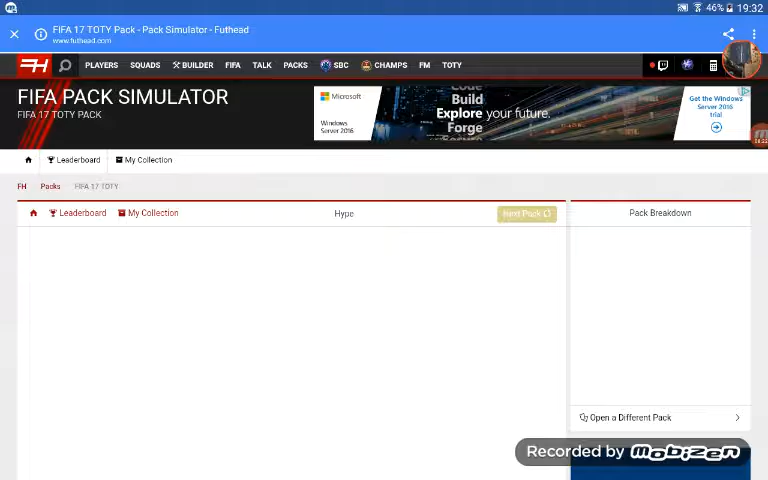 46% 19:32
FIFA 17 TOTY Pack - Pack Simulator - Futhead
www.futhead.com
FH PLAYERS SQUADS BUILDER FIFA TALK PACKS SBC CHAMPS FM TOTY
FIFA PACK SIMULATOR
FIFA 17 TOTY PACK
Microsoft
Windows
Server 2016
Code
Build
Explore your future.
Forge
Get the Windows
Server 2016
trial
Leaderboard My Collection
FH Packs FIFA 17 TOTY
Leaderboard My Collection Hype Next Pack Pack Breakdown
Open a Different Pack
Recorded by MOBIZEN